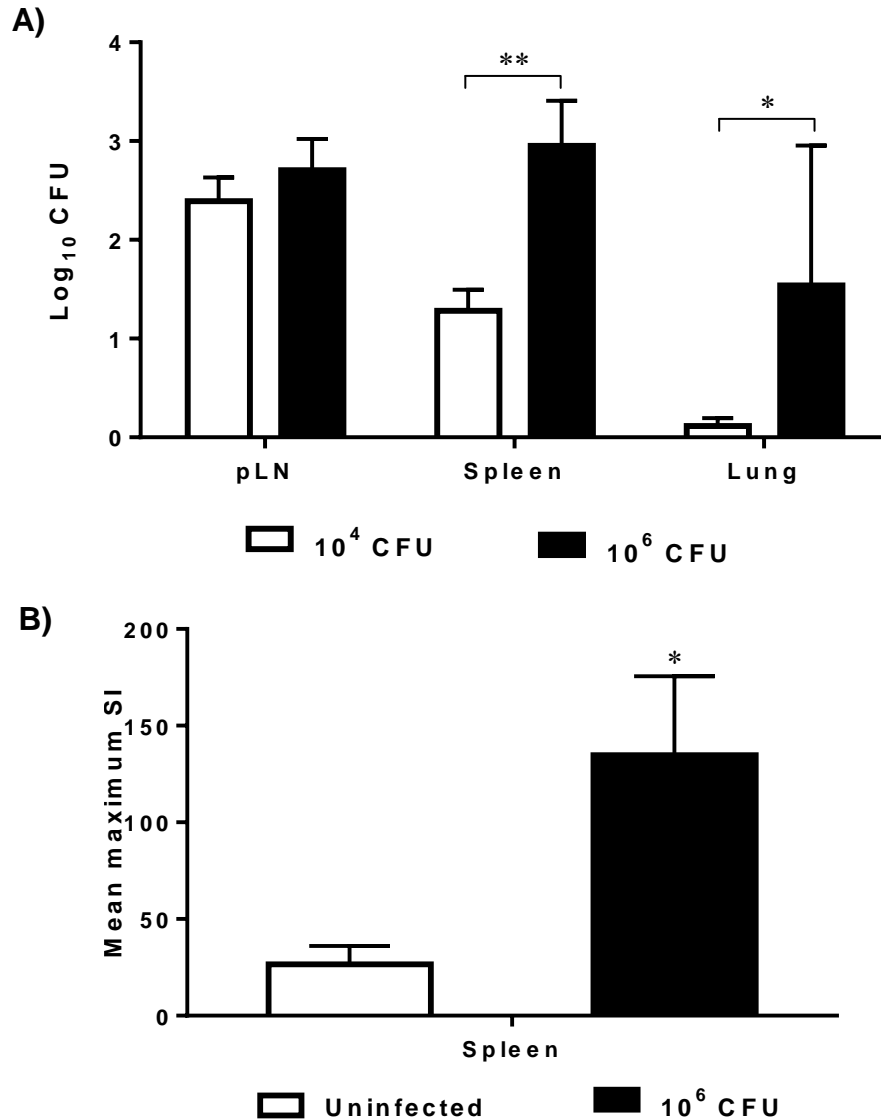 A)
Log10 CFU
4
3
2
1
0
**
*
pLN Spleen Lung
10^4 CFU 10^6 CFU
B)
Mean maximum SI
200
150
100
50
0
*
Spleen
Uninfected 10^6 CFU